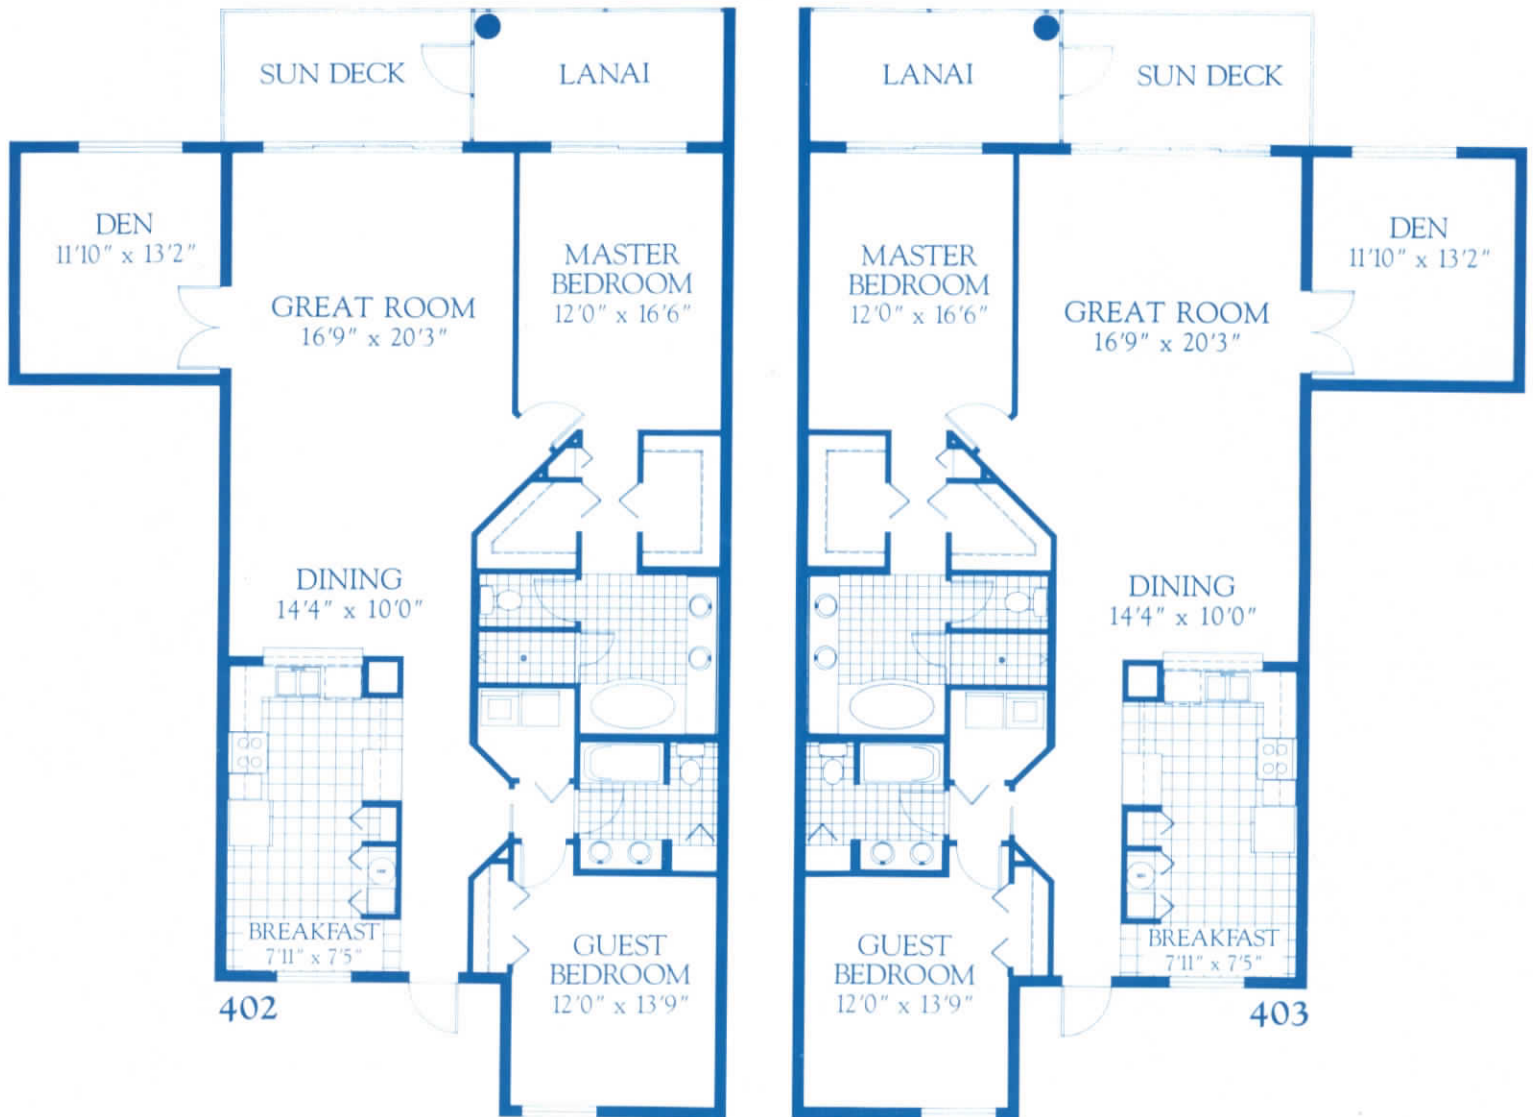 SUN DECK
LANAI
DEN
11'10" x 13'2"
GREAT ROOM
16'9" x 20'3"
MASTER
BEDROOM
12'0" x 16'6"
DINING
14'4" x 10'0"
BREAKFAST
7'11" x 7'5"
GUEST
BEDROOM
12'0" x 13'9"
402
LANAI
SUN DECK
MASTER
BEDROOM
12'0" x 16'6"
GREAT ROOM
16'9" x 20'3"
DEN
11'10" x 13'2"
DINING
14'4" x 10'0"
GUEST
BEDROOM
12'0" x 13'9"
BREAKFAST
7'11" x 7'5"
403